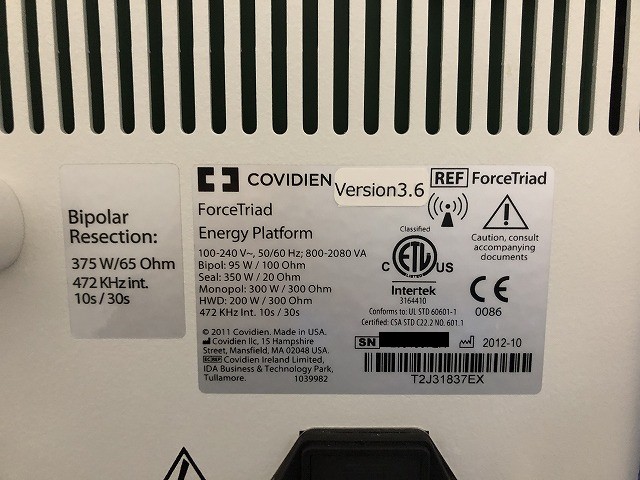 Bipolar
Resection:
375 W/65 Ohm
472 KHz int.
10s / 30s
COVIDIEN
Version3.6
REF ForceTriad
ForceTriad
Energy Platform
100-240 V~, 50/60 Hz; 800-2080 VA
Bipol: 95 W / 100 Ohm
Seal: 350 W / 20 Ohm
Monopol: 300 W / 300 Ohm
HWD: 200 W / 300 Ohm
472 KHz Int. 10s / 30s
© 2011 Covidien. Made in USA.
Covidien llc, 15 Hampshire
Street, Mansfield, MA 02048 USA.
EC REP Covidien Ireland Limited,
IDA Business & Technology Park,
Tullamore. 1039982
Classified
C ETL US
Intertek
3164410
Conforms to: UL STD 60601-1
Certified: CSA STD C22.2 NO. 601.1
Caution, consult
accompanying
documents
CE
0086
SN
2012-10
T2J31837EX